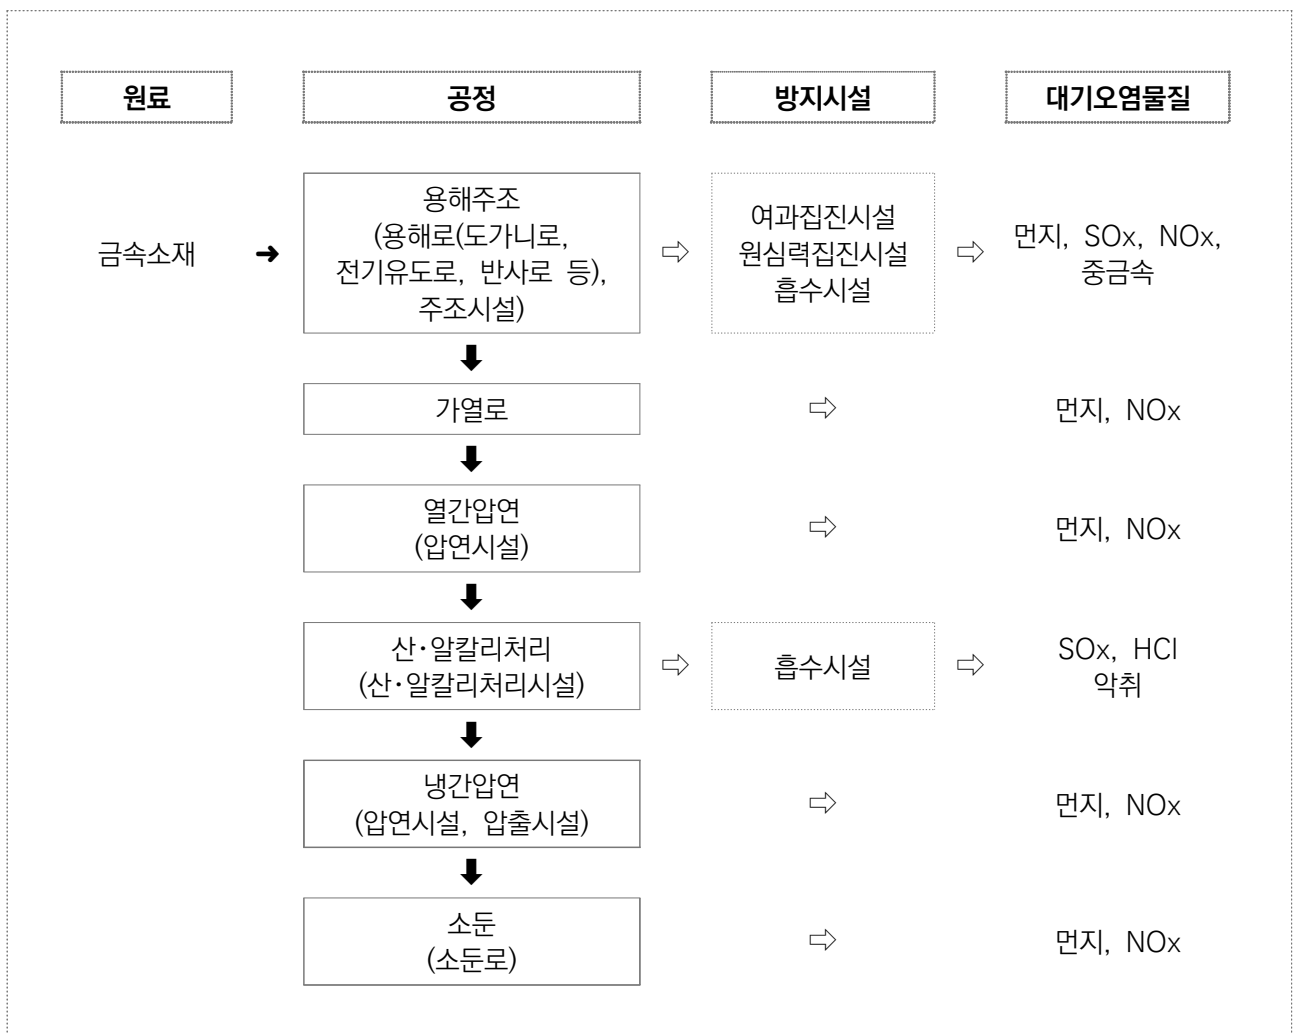 원료
공정
방지시설
대기오염물질
금속소재
용해주조
(용해로(도가니로,
전기유도로, 반사로 등),
주조시설)
여과집진시설
원심력집진시설
흡수시설
먼지, SOx, NOx,
중금속
가열로
먼지, NOx
열간압연
(압연시설)
먼지, NOx
산·알칼리처리
(산·알칼리처리시설)
흡수시설
SOx, HCl
악취
냉간압연
(압연시설, 압출시설)
먼지, NOx
소둔
(소둔로)
먼지, NOx